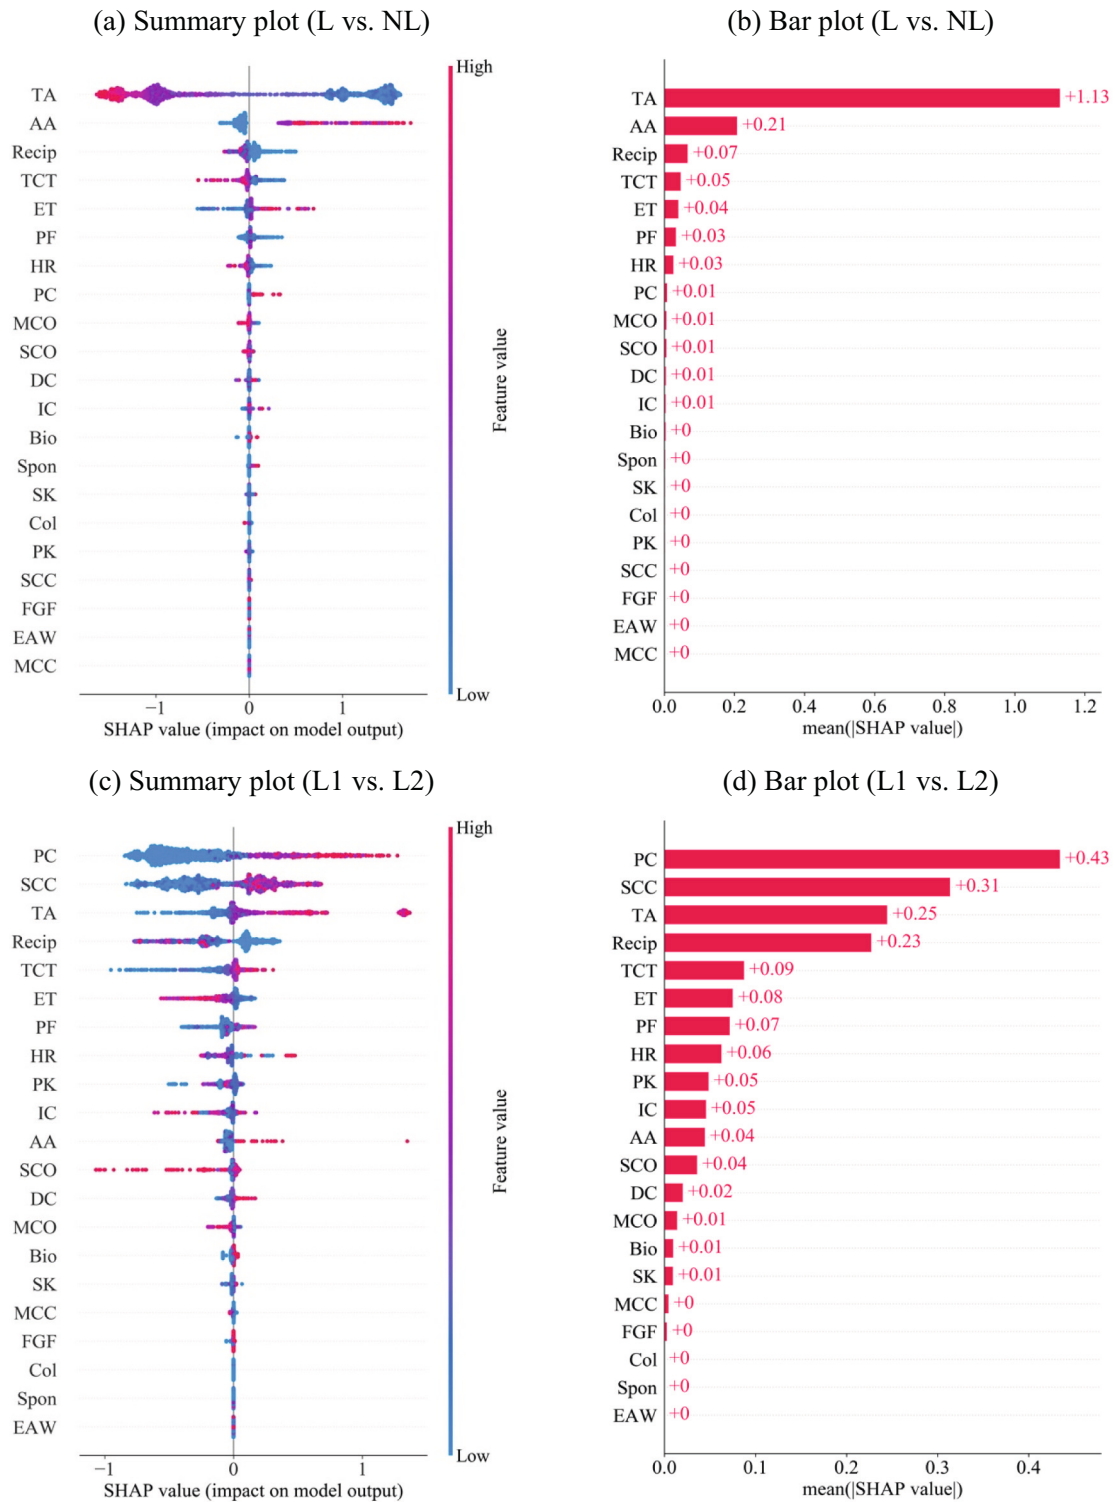 (a) Summary plot (L vs. NL)
High
TA
AA
Recip
TCT
ET
PF
HR
PC
MCO
SCO
DC
IC
Bio
Spon
SK
Col
PK
SCC
FGF
EAW
MCC
Low
Feature value
−1 0 1
SHAP value (impact on model output)
(b) Bar plot (L vs. NL)
TA +1.13
AA +0.21
Recip +0.07
TCT +0.05
ET +0.04
PF +0.03
HR +0.03
PC +0.01
MCO +0.01
SCO +0.01
DC +0.01
IC +0.01
Bio +0
Spon +0
SK +0
Col +0
PK +0
SCC +0
FGF +0
EAW +0
MCC +0
0.0 0.2 0.4 0.6 0.8 1.0 1.2
mean(|SHAP value|)
(c) Summary plot (L1 vs. L2)
High
PC
SCC
TA
Recip
TCT
ET
PF
HR
PK
IC
AA
SCO
DC
MCO
Bio
SK
MCC
FGF
Col
Spon
EAW
Low
Feature value
−1 0 1
SHAP value (impact on model output)
(d) Bar plot (L1 vs. L2)
PC +0.43
SCC +0.31
TA +0.25
Recip +0.23
TCT +0.09
ET +0.08
PF +0.07
HR +0.06
PK +0.05
IC +0.05
AA +0.04
SCO +0.04
DC +0.02
MCO +0.01
Bio +0.01
SK +0.01
MCC +0
FGF +0
Col +0
Spon +0
EAW +0
0.0 0.1 0.2 0.3 0.4
mean(|SHAP value|)